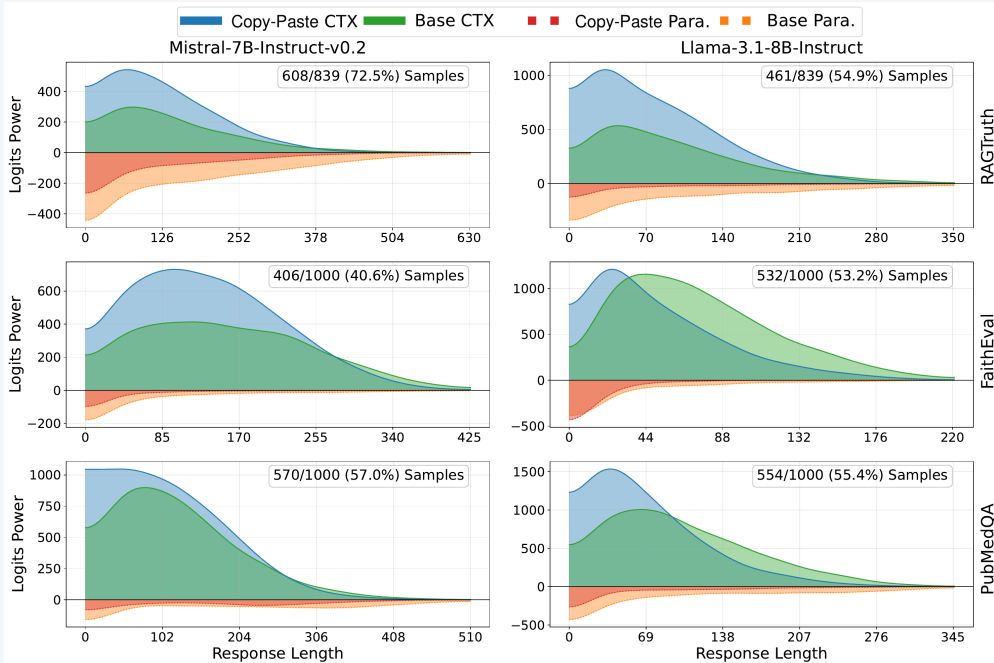 Copy-Paste CTX Base CTX Copy-Paste Para. Base Para.
Mistral-7B-Instruct-v0.2 Llama-3.1-8B-Instruct
608/839 (72.5%) Samples
Logits Power
400
200
0
−200
−400
0 126 252 378 504 630
461/839 (54.9%) Samples
1000
500
0
0 70 140 210 280 350
RAGTruth
406/1000 (40.6%) Samples
Logits Power
600
400
200
0
−200
0 85 170 255 340 425
532/1000 (53.2%) Samples
1000
500
0
−500
0 44 88 132 176 220
FaithEval
570/1000 (57.0%) Samples
Logits Power
1000
750
500
250
0
0 102 204 306 408 510
Response Length
554/1000 (55.4%) Samples
1500
1000
500
0
−500
0 69 138 207 276 345
Response Length
PubMedQA